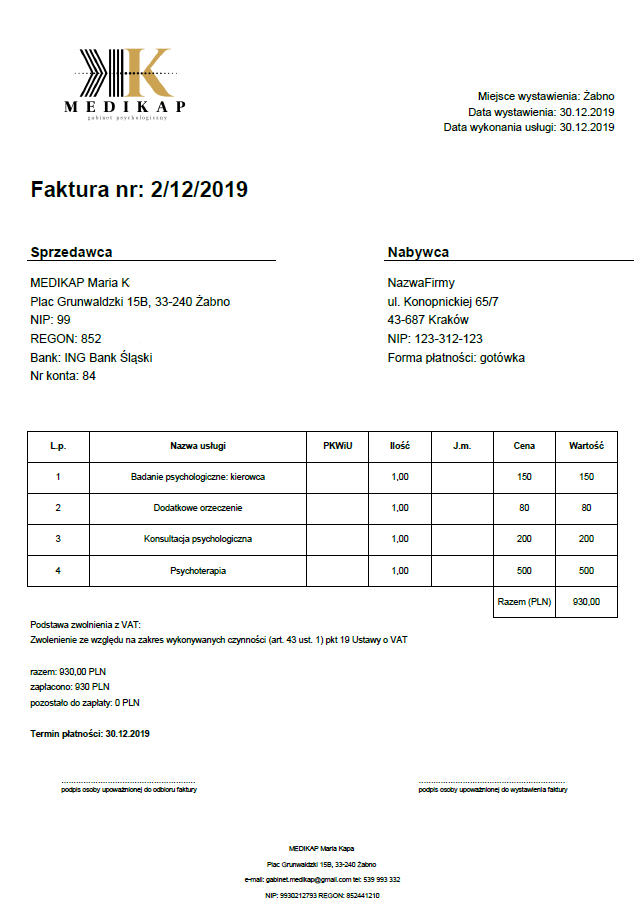 MEDIKAP
gabinet psychologiczny
Miejsce wystawienia: Żabno
Data wystawienia: 30.12.2019
Data wykonania usługi: 30.12.2019
Faktura nr: 2/12/2019
Sprzedawca
MEDIKAP Maria K
Plac Grunwaldzki 15B, 33-240 Żabno
NIP: 99
REGON: 852
Bank: ING Bank Śląski
Nr konta: 84
Nabywca
NazwaFirmy
ul. Konopnickiej 65/7
43-687 Kraków
NIP: 123-312-123
Forma płatności: gotówka
L.p. Nazwa usługi PKWiU Ilość J.m. Cena Wartość
1 Badanie psychologiczne: kierowca 1,00 150 150
2 Dodatkowe orzeczenie 1,00 80 80
3 Konsultacja psychologiczna 1,00 200 200
4 Psychoterapia 1,00 500 500
Razem (PLN) 930,00
Podstawa zwolnienia z VAT:
Zwolenienie ze względu na zakres wykonywanych czynności (art. 43 ust. 1) pkt 19 Ustawy o VAT
razem: 930,00 PLN
zapłacono: 930 PLN
pozostało do zapłaty: 0 PLN
Termin płatności: 30.12.2019
podpis osoby upoważnionej do odbioru faktury
podpis osoby upoważnionej do wystawienia faktury
MEDIKAP Maria Kapa
Plac Grunwaldzki 15B, 33-240 Żabno
e-mail: gabinet.medikap@gmail.com tel: 539 993 332
NIP: 9930212793 REGON: 852441210